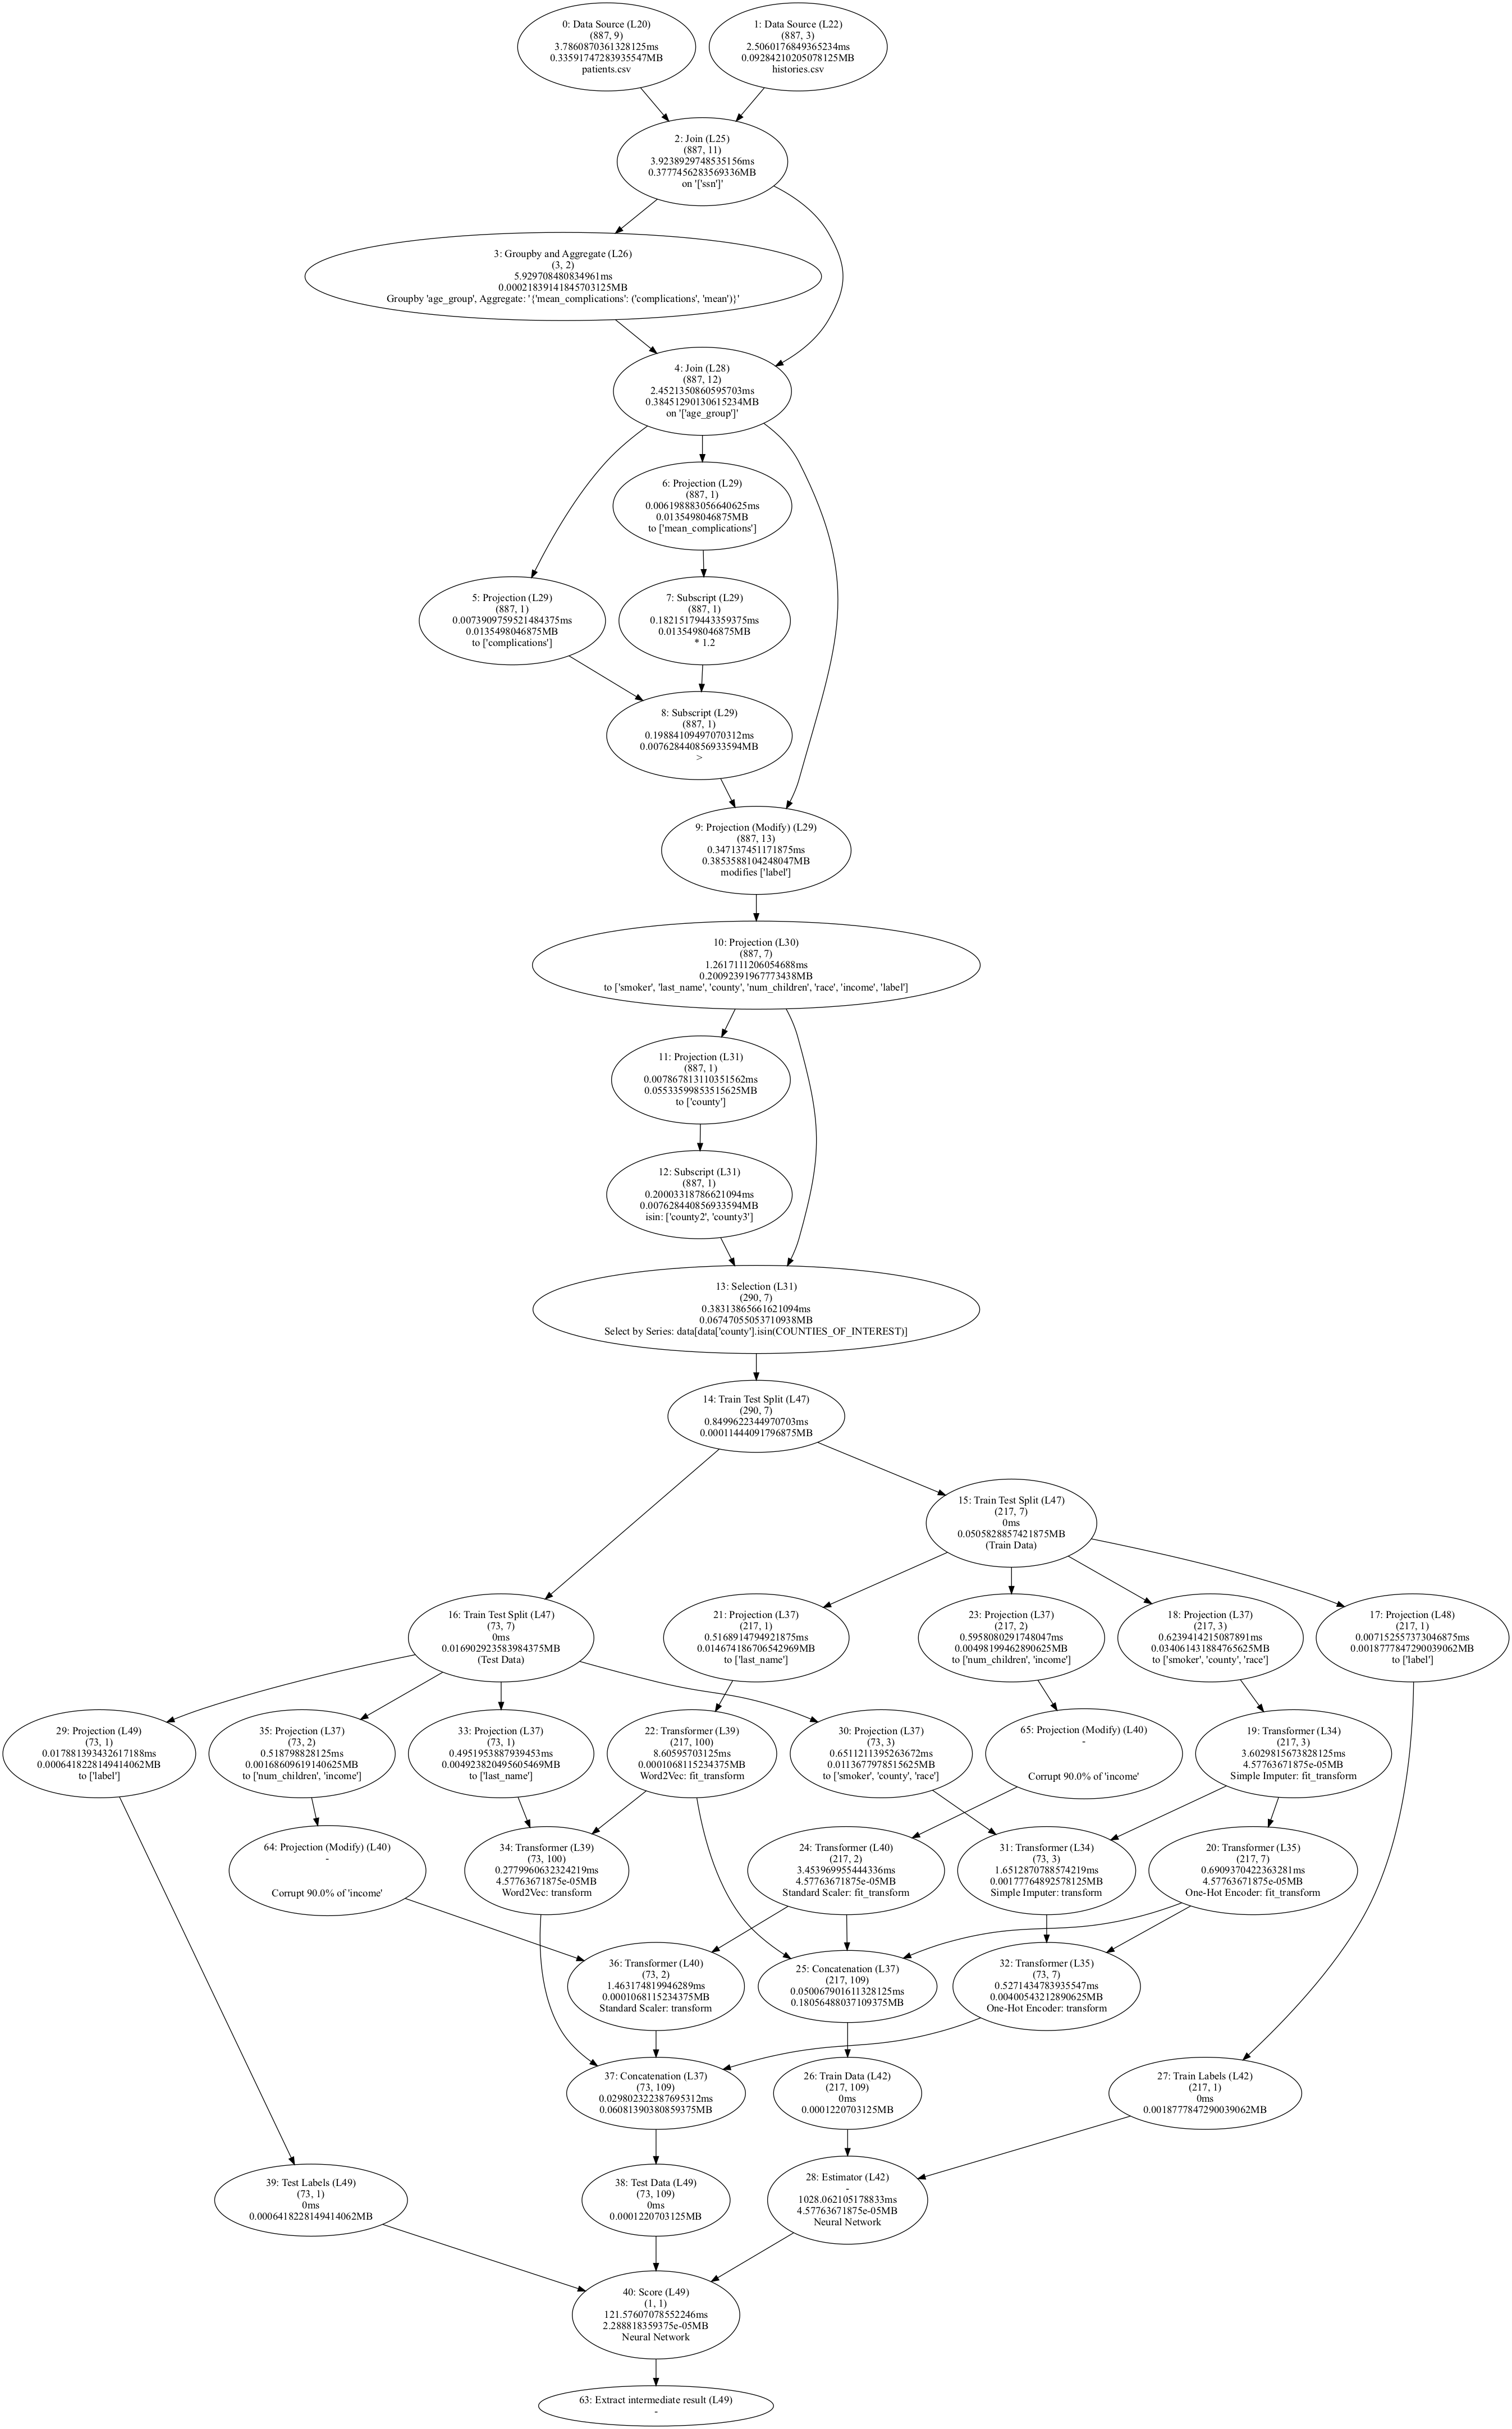 0: Data Source (L20)
(887, 9)
3.7860870361328125ms
0.33591747283935547MB
patients.csv
1: Data Source (L22)
(887, 3)
2.5060176849365234ms
0.09284210205078125MB
histories.csv
2: Join (L25)
(887, 11)
3.9238929748535156ms
0.3777456283569336MB
on '['ssn']'
3: Groupby and Aggregate (L26)
(3, 2)
5.929708480834961ms
0.00021839141845703125MB
Groupby 'age_group', Aggregate: '{'mean_complications': ('complications', 'mean')}'
4: Join (L28)
(887, 12)
2.4521350860595703ms
0.38451290130615234MB
on '['age_group']'
6: Projection (L29)
(887, 1)
0.006198883056640625ms
0.0135498046875MB
to ['mean_complications']
5: Projection (L29)
(887, 1)
0.0073909759521484375ms
0.0135498046875MB
to ['complications']
7: Subscript (L29)
(887, 1)
0.18215179443359375ms
0.0135498046875MB
* 1.2
8: Subscript (L29)
(887, 1)
0.19884109497070312ms
0.007628440856933594MB
>
9: Projection (Modify) (L29)
(887, 13)
0.347137451171875ms
0.3853588104248047MB
modifies ['label']
10: Projection (L30)
(887, 7)
1.2617111206054688ms
0.20092391967773438MB
to ['smoker', 'last_name', 'county', 'num_children', 'race', 'income', 'label']
11: Projection (L31)
(887, 1)
0.007867813110351562ms
0.05533599853515625MB
to ['county']
12: Subscript (L31)
(887, 1)
0.20003318786621094ms
0.007628440856933594MB
isin: ['county2', 'county3']
13: Selection (L31)
(290, 7)
0.38313865661621094ms
0.06747055053710938MB
Select by Series: data[data['county'].isin(COUNTIES_OF_INTEREST)]
14: Train Test Split (L47)
(290, 7)
0.8499622344970703ms
0.00011444091796875MB
15: Train Test Split (L47)
(217, 7)
0ms
0.0505828857421875MB
(Train Data)
16: Train Test Split (L47)
(73, 7)
0ms
0.016902923583984375MB
(Test Data)
21: Projection (L37)
(217, 1)
0.5168914794921875ms
0.014674186706542969MB
to ['last_name']
23: Projection (L37)
(217, 2)
0.5958080291748047ms
0.00498199462890625MB
to ['num_children', 'income']
18: Projection (L37)
(217, 3)
0.6239414215087891ms
0.034061431884765625MB
to ['smoker', 'county', 'race']
17: Projection (L48)
(217, 1)
0.007152557373046875ms
0.0018777847290039062MB
to ['label']
29: Projection (L49)
(73, 1)
0.017881393432617188ms
0.0006418228149414062MB
to ['label']
35: Projection (L37)
(73, 2)
0.518798828125ms
0.00168609619140625MB
to ['num_children', 'income']
33: Projection (L37)
(73, 1)
0.4951953887939453ms
0.004923820495605469MB
to ['last_name']
22: Transformer (L39)
(217, 100)
8.60595703125ms
0.0001068115234375MB
Word2Vec: fit_transform
30: Projection (L37)
(73, 3)
0.6511211395263672ms
0.0113677978515625MB
to ['smoker', 'county', 'race']
65: Projection (Modify) (L40)
-
Corrupt 90.0% of 'income'
19: Transformer (L34)
(217, 3)
3.6029815673828125ms
4.57763671875e-05MB
Simple Imputer: fit_transform
64: Projection (Modify) (L40)
-
Corrupt 90.0% of 'income'
34: Transformer (L39)
(73, 100)
0.2779960632324219ms
4.57763671875e-05MB
Word2Vec: transform
24: Transformer (L40)
(217, 2)
3.453969955444336ms
4.57763671875e-05MB
Standard Scaler: fit_transform
31: Transformer (L34)
(73, 3)
1.6512870788574219ms
0.00177764892578125MB
Simple Imputer: transform
20: Transformer (L35)
(217, 7)
0.6909370422363281ms
4.57763671875e-05MB
One-Hot Encoder: fit_transform
36: Transformer (L40)
(73, 2)
1.463174819946289ms
0.0001068115234375MB
Standard Scaler: transform
25: Concatenation (L37)
(217, 109)
0.050067901611328125ms
0.18056488037109375MB
32: Transformer (L35)
(73, 7)
0.5271434783935547ms
0.00400543212890625MB
One-Hot Encoder: transform
37: Concatenation (L37)
(73, 109)
0.029802322387695312ms
0.06081390380859375MB
26: Train Data (L42)
(217, 109)
0ms
0.0001220703125MB
27: Train Labels (L42)
(217, 1)
0ms
0.0018777847290039062MB
39: Test Labels (L49)
(73, 1)
0ms
0.0006418228149414062MB
38: Test Data (L49)
(73, 109)
0ms
0.0001220703125MB
28: Estimator (L42)
-
1028.062105178833ms
4.57763671875e-05MB
Neural Network
40: Score (L49)
(1, 1)
121.57607078552246ms
2.288818359375e-05MB
Neural Network
63: Extract intermediate result (L49)
-